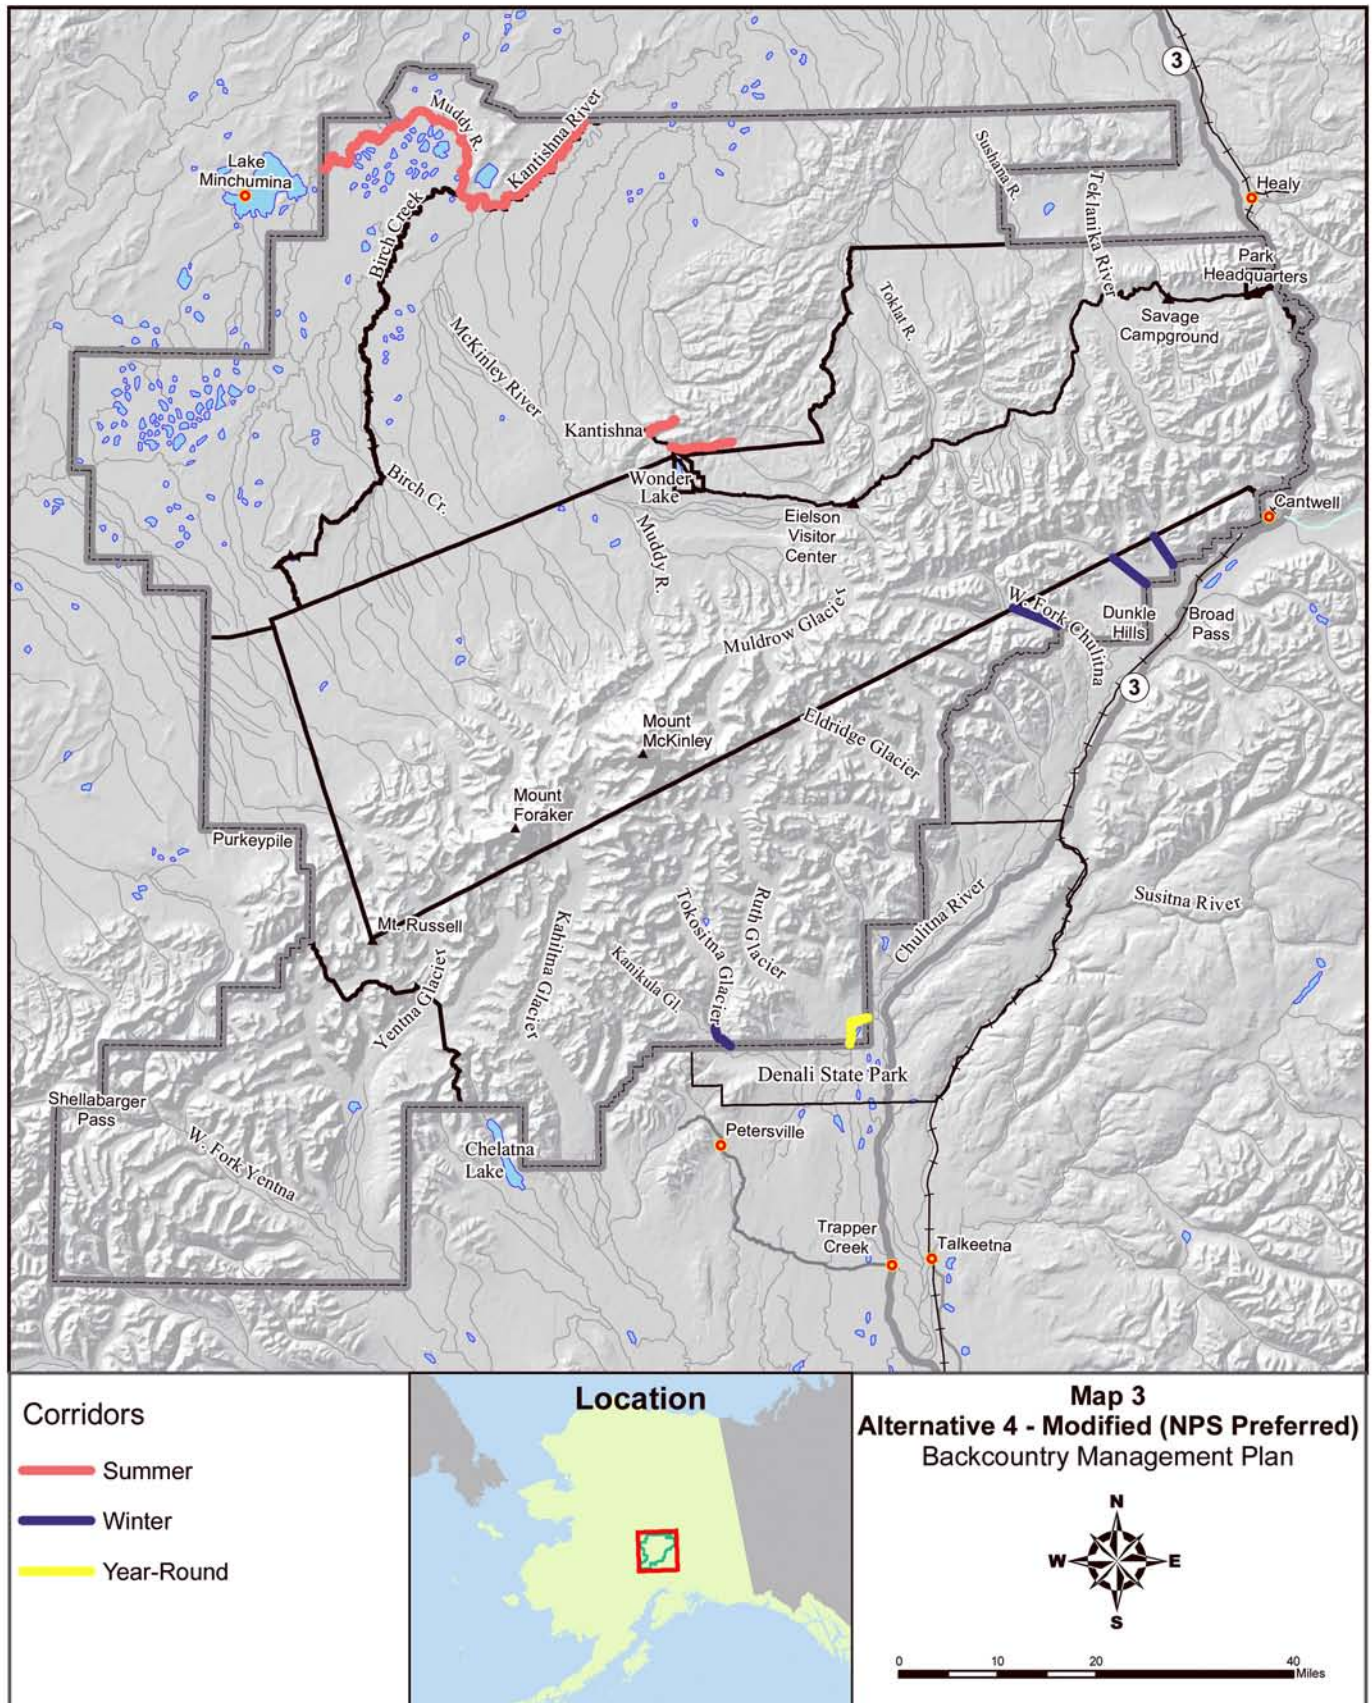 3
Muddy R.
Kantishna River
Lake
Minchumina
Sushana R.
Teklanika River
Healy
Birch Creek
Park
Headquarters
Toklat R.
Savage
Campground
McKinley River
Kantishna
Wonder
Lake
Birch Cr.
Eielson
Visitor
Center
Cantwell
Muddy R.
W. Fork Chulitna
Dunkle
Hills
Broad
Pass
Muldrow Glacier
3
Mount
McKinley
Eldridge Glacier
Mount
Foraker
Purkeypile
Mt. Russell
Tokositna Glacier
Ruth Glacier
Chulitna River
Susitna River
Kahiltna Glacier
Kanikula Gl.
Yentna Glacier
Denali State Park
Shellabarger
Pass
W. Fork Yentna
Chelatna
Lake
Petersville
Trapper
Creek
Talkeetna
Corridors
Summer
Winter
Year-Round
Location
Map 3
Alternative 4 - Modified (NPS Preferred)
Backcountry Management Plan
N
W E
S
0 10 20 40
Miles